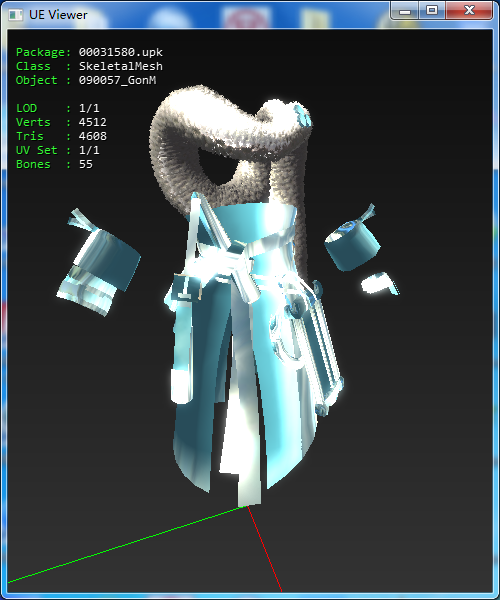 UE Viewer
Package: 00031580.upk
Class : SkeletalMesh
Object : 090057_GonM
LOD : 1/1
Verts : 4512
Tris : 4608
UV Set : 1/1
Bones : 55